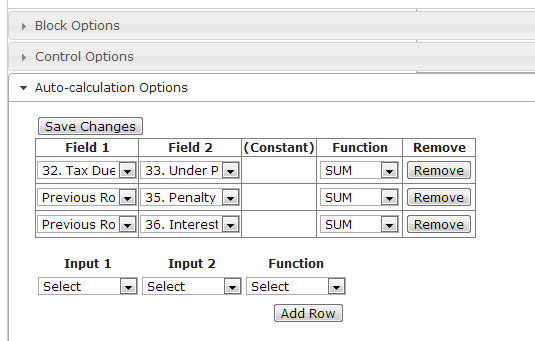 Block Options
Control Options
Auto-calculation Options
Save Changes
Field 1 Field 2 (Constant) Function Remove
32. Tax Due 33. Under P SUM Remove
Previous Ro 35. Penalty SUM Remove
Previous Ro 36. Interest SUM Remove
Input 1 Input 2 Function
Select Select Select
Add Row